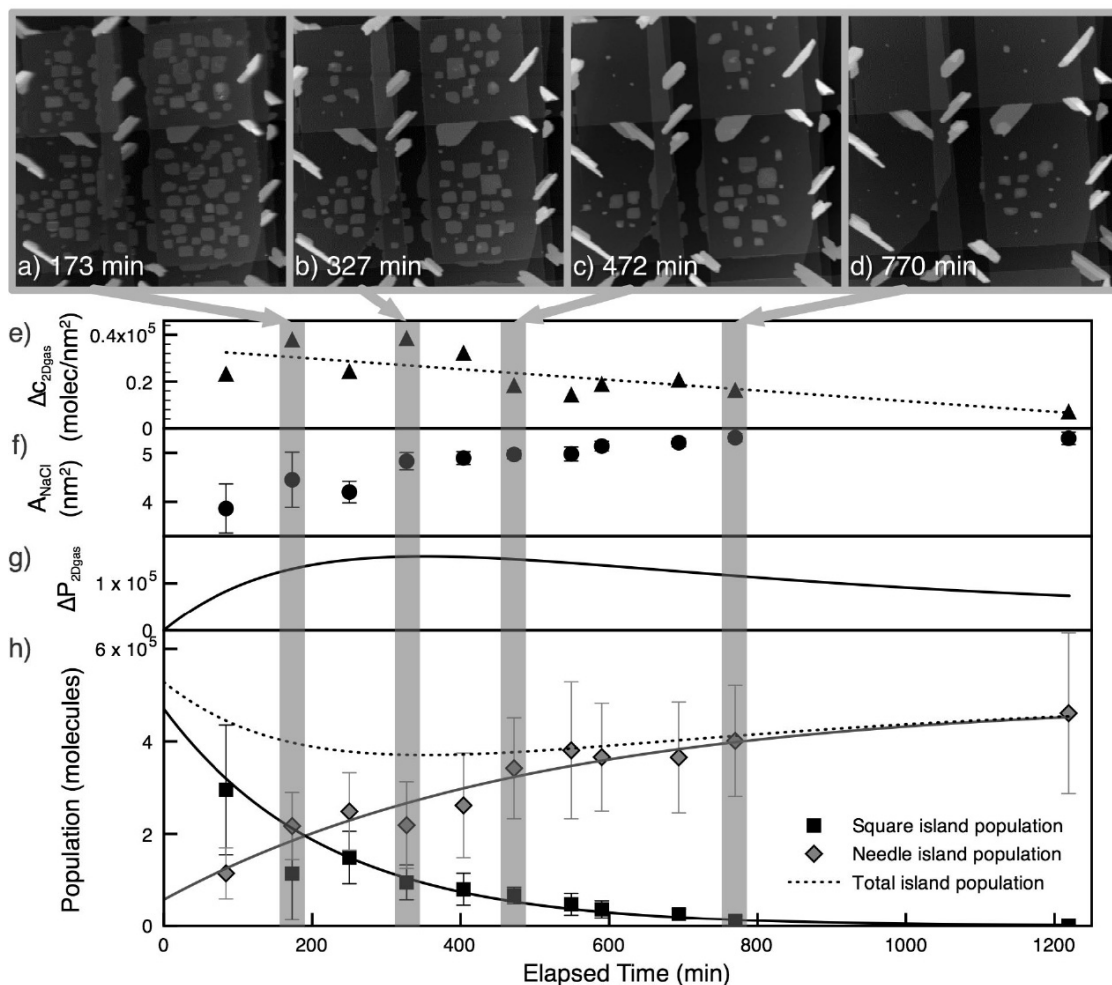 a) 173 min
b) 327 min
c) 472 min
d) 770 min
e)
Δc2Dgas
(molec/nm²)
0.4x10⁵
0.2
0
f)
ANaCl
(nm²)
5
4
g)
ΔP2Dgas
1 x 10⁵
0
h)
Population (molecules)
6 x 10⁵
4
2
0
Square island population
Needle island population
Total island population
0 200 400 600 800 1000 1200
Elapsed Time (min)